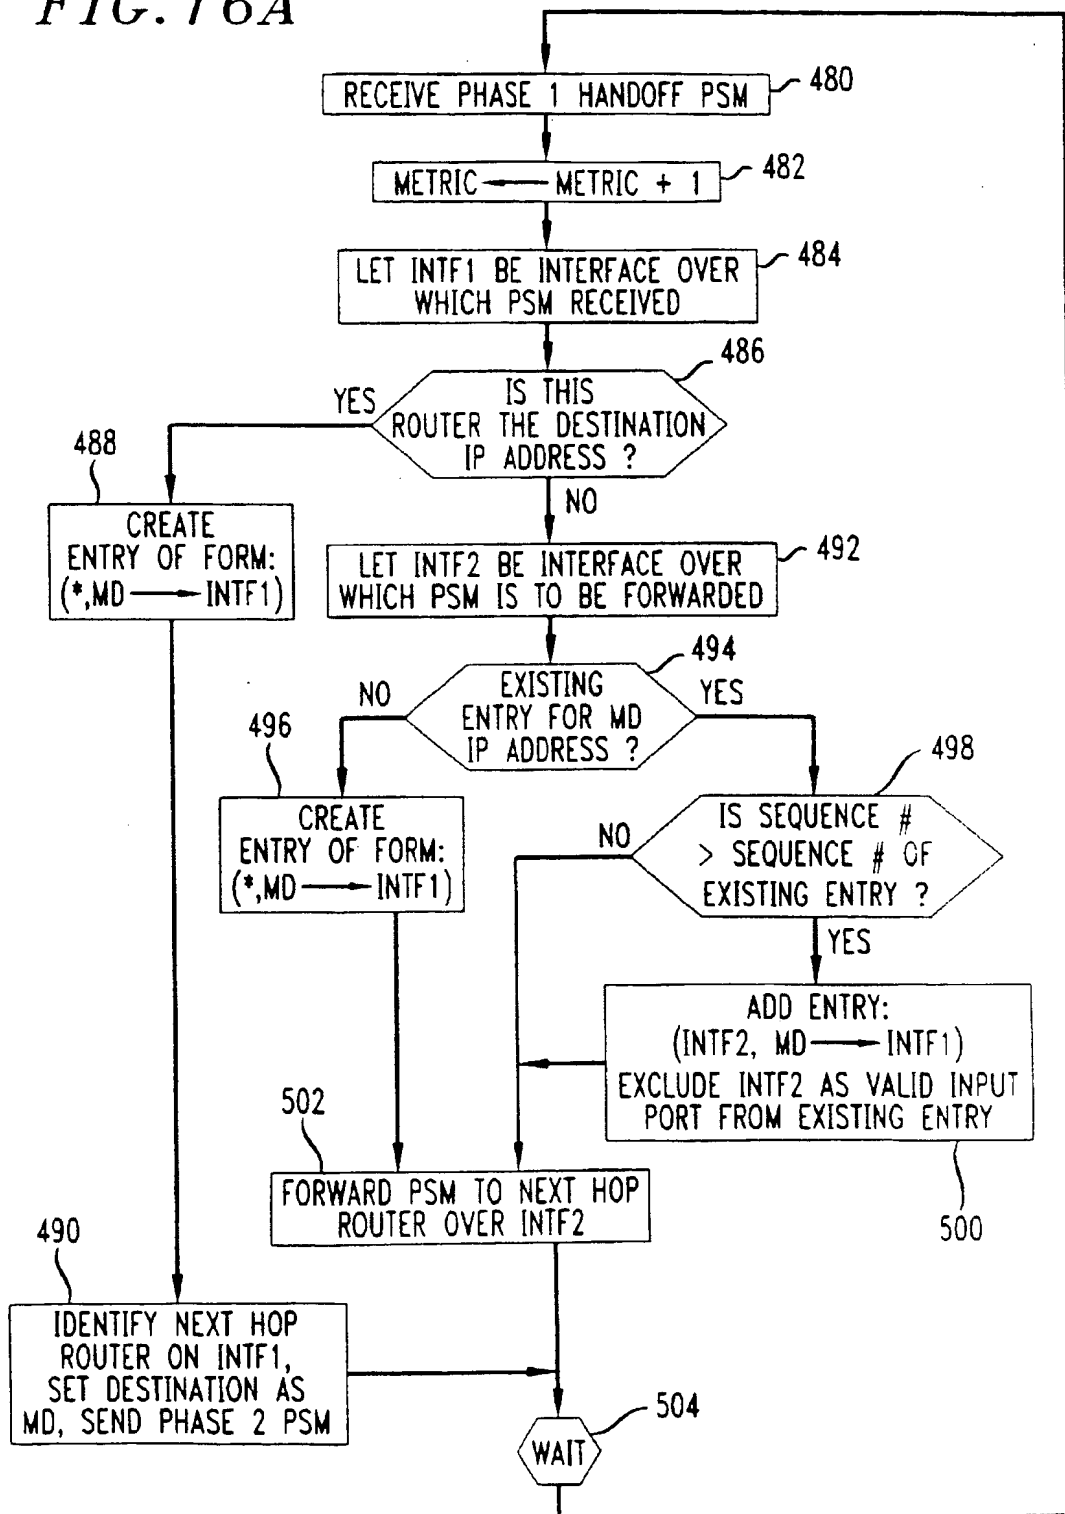 FIG. 16A
RECEIVE PHASE 1 HANDOFF PSM
480
METRIC ← METRIC + 1
482
LET INTF1 BE INTERFACE OVER
WHICH PSM RECEIVED
484
IS THIS
ROUTER THE DESTINATION
IP ADDRESS ?
486
YES
NO
488
CREATE
ENTRY OF FORM:
(*,MD → INTF1)
LET INTF2 BE INTERFACE OVER
WHICH PSM IS TO BE FORWARDED
492
EXISTING
ENTRY FOR MD
IP ADDRESS ?
494
NO
YES
496
CREATE
ENTRY OF FORM:
(*,MD → INTF1)
498
IS SEQUENCE #
> SEQUENCE # OF
EXISTING ENTRY ?
NO
YES
ADD ENTRY:
(INTF2, MD → INTF1)
EXCLUDE INTF2 AS VALID INPUT
PORT FROM EXISTING ENTRY
500
502
FORWARD PSM TO NEXT HOP
ROUTER OVER INTF2
490
IDENTIFY NEXT HOP
ROUTER ON INTF1,
SET DESTINATION AS
MD, SEND PHASE 2 PSM
WAIT
504